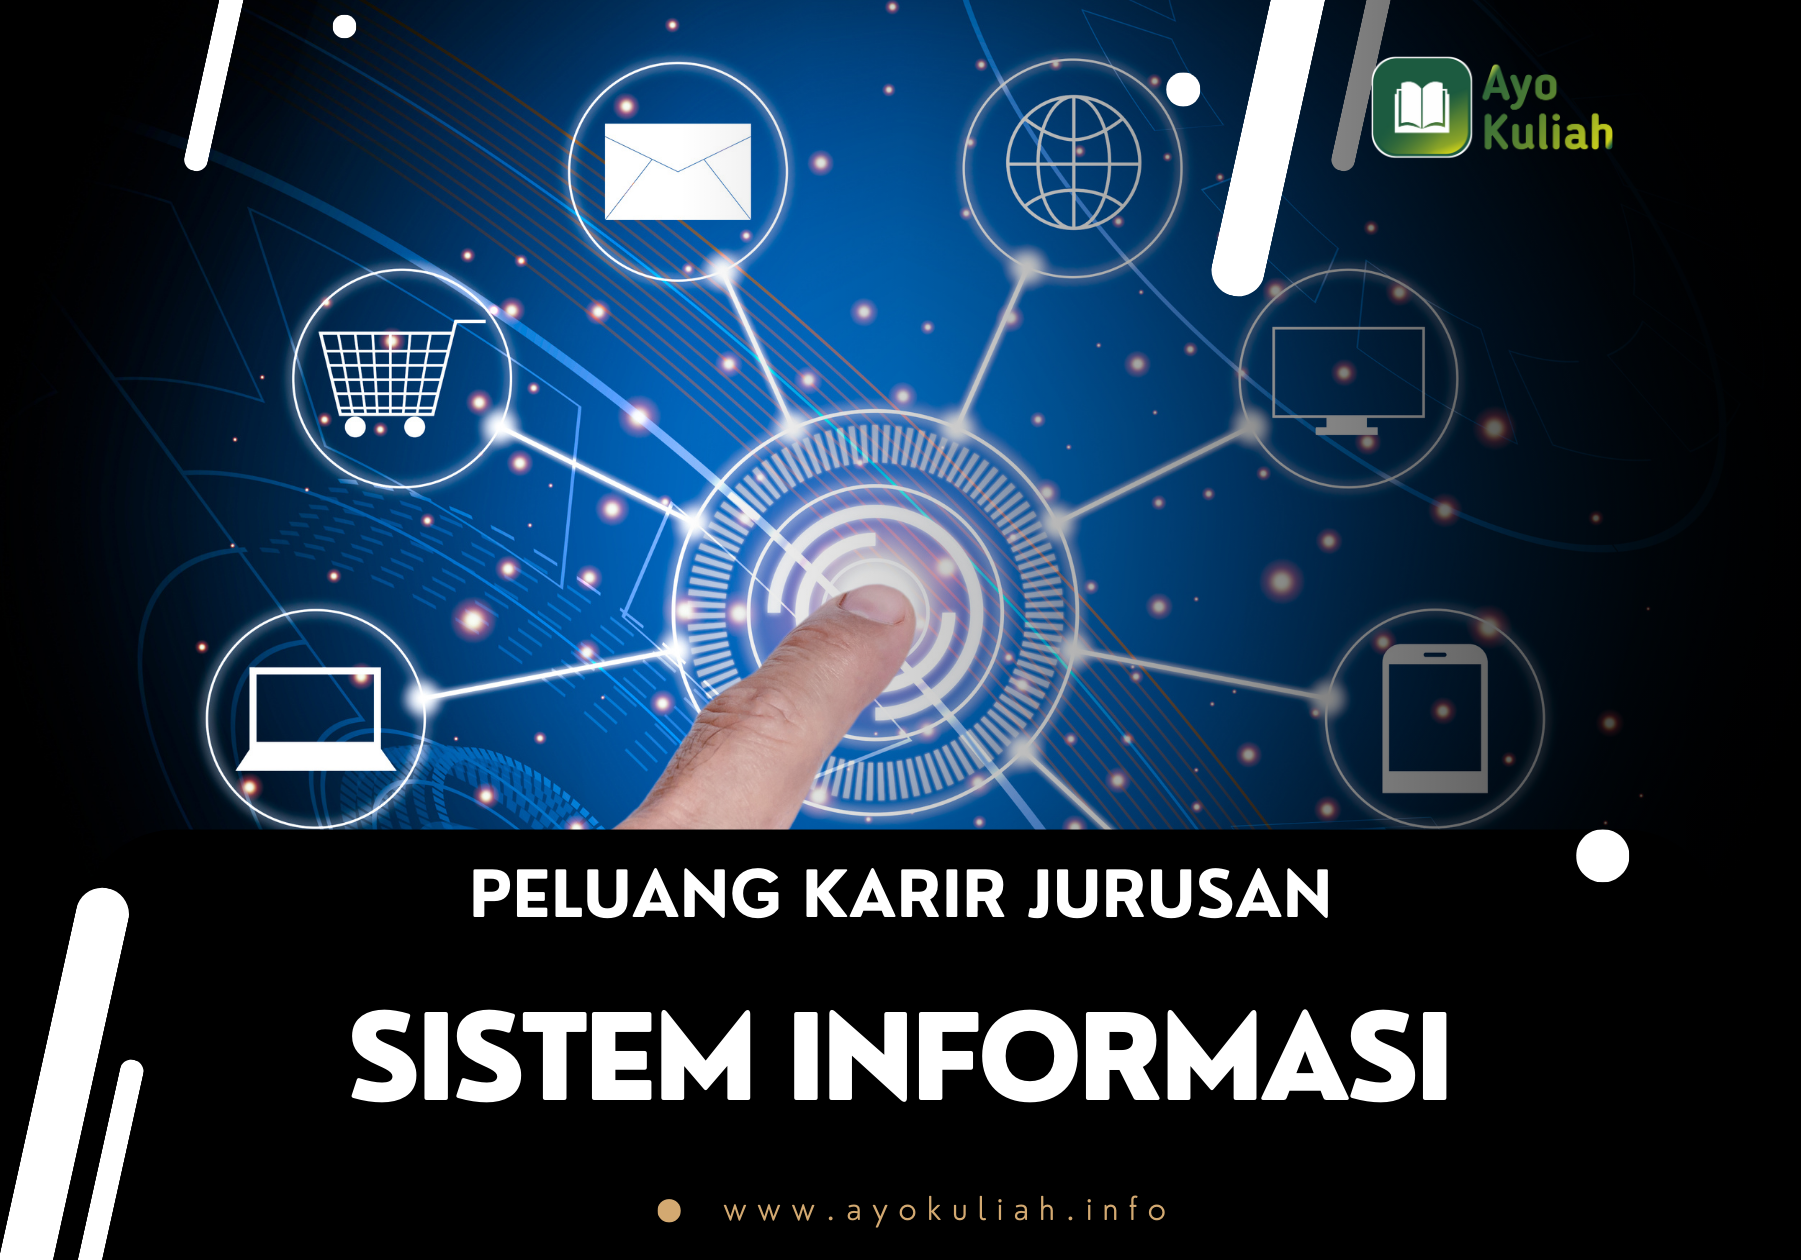 Ayo
Kuliah
PELUANG KARIR JURUSAN
SISTEM INFORMASI
www.ayokuliah.info